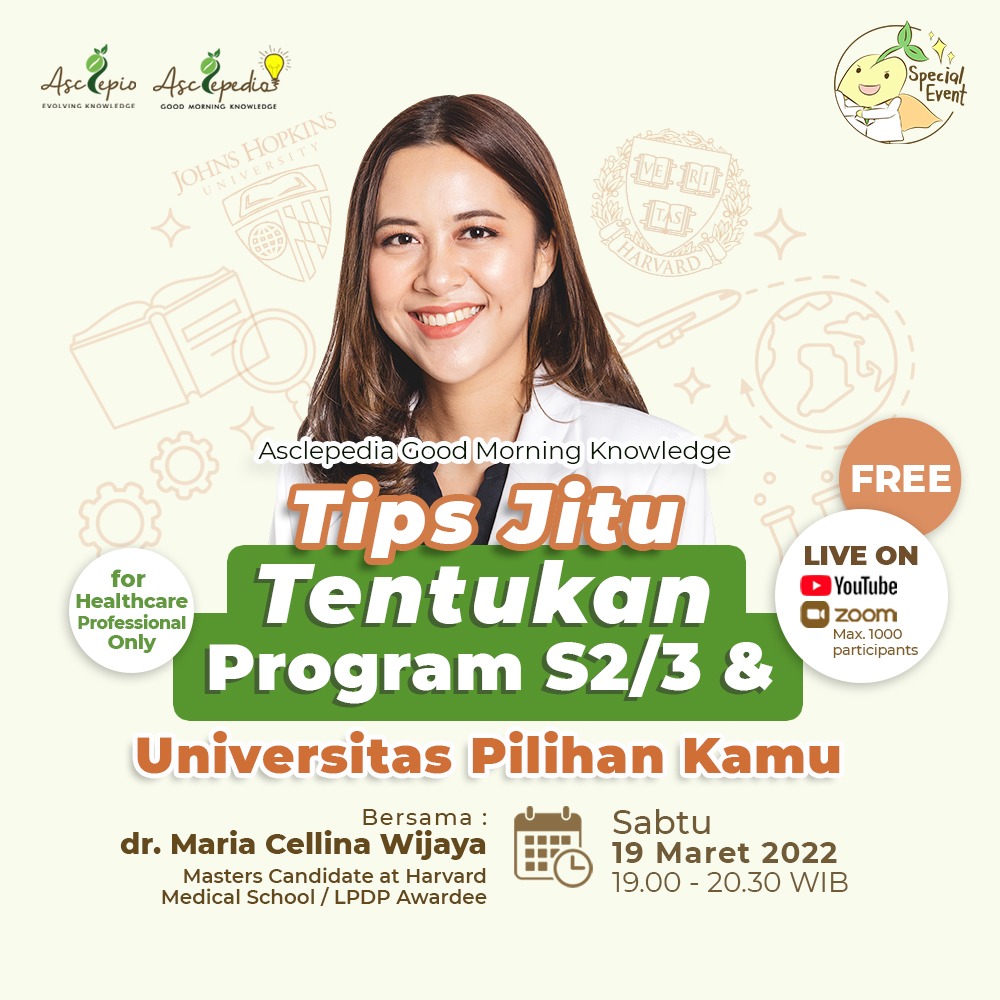 Asclepio
EVOLVING KNOWLEDGE
Asclepedia
GOOD MORNING KNOWLEDGE
Special
Event
JOHNS HOPKINS
UNIVERSITY
VE RI
TAS
HARVARD
Asclepedia Good Morning Knowledge
Tips Jitu
Tentukan
Program S2/3 &
Universitas Pilihan Kamu
for
Healthcare
Professional
Only
FREE
LIVE ON
YouTube
zoom
Max. 1000
participants
Bersama :
dr. Maria Cellina Wijaya
Masters Candidate at Harvard
Medical School / LPDP Awardee
Sabtu
19 Maret 2022
19.00 - 20.30 WIB